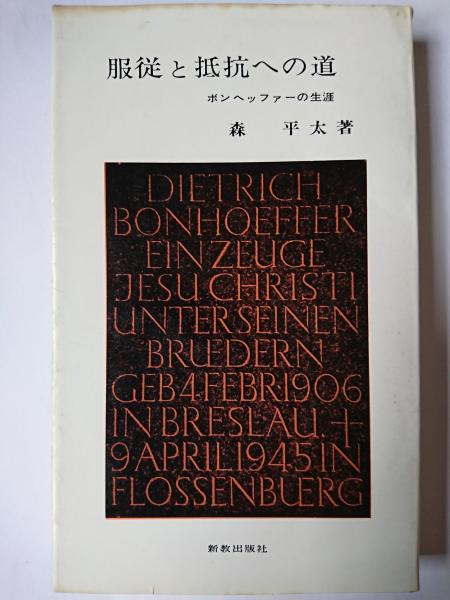 服従と抵抗への道
ボンヘッファーの生涯
森 平太著
DIETRICH
BONHOEFFER
EIN ZEUGE
JESU CHRISTI
UNTER SEINEN
BRUEDERN
GEB 4. FEBR 1906
IN BRESLAU. +
9 APRIL 1945 IN
FLOSSENBUERG
新教出版社